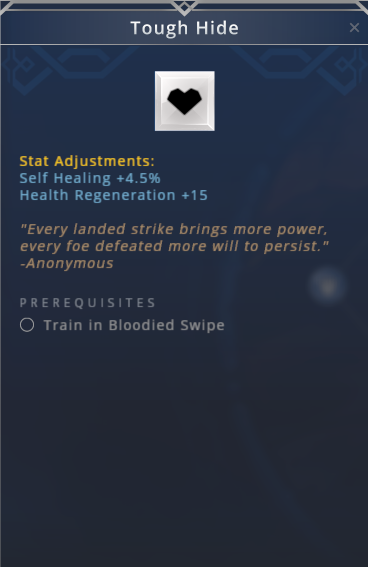 Tough Hide
Stat Adjustments:
Self Healing +4.5%
Health Regeneration +15
"Every landed strike brings more power,
every foe defeated more will to persist."
-Anonymous
PREREQUISITES
Train in Bloodied Swipe